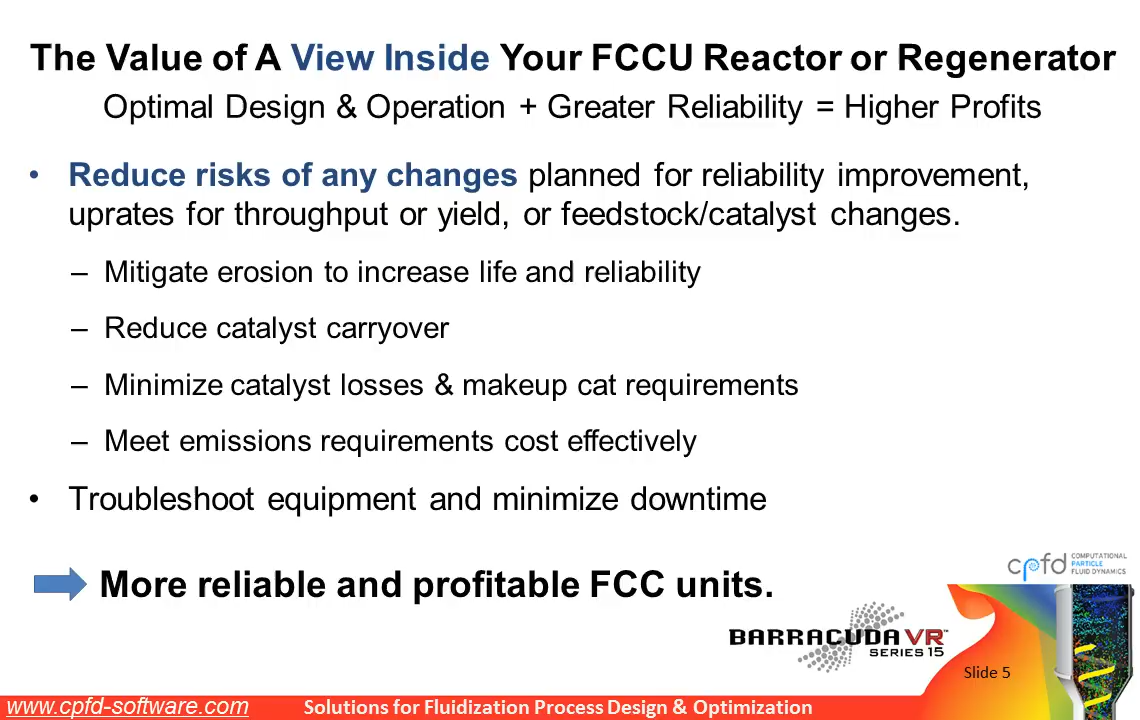 The Value of A View Inside Your FCCU Reactor or Regenerator
Optimal Design & Operation + Greater Reliability = Higher Profits
• Reduce risks of any changes planned for reliability improvement,
uprates for throughput or yield, or feedstock/catalyst changes.
– Mitigate erosion to increase life and reliability
– Reduce catalyst carryover
– Minimize catalyst losses & makeup cat requirements
– Meet emissions requirements cost effectively
• Troubleshoot equipment and minimize downtime
More reliable and profitable FCC units.
cpfd
COMPUTATIONAL
PARTICLE
FLUID DYNAMICS
BARRACUDA VR™
SERIES 15
Slide 5
www.cpfd-software.com
Solutions for Fluidization Process Design & Optimization